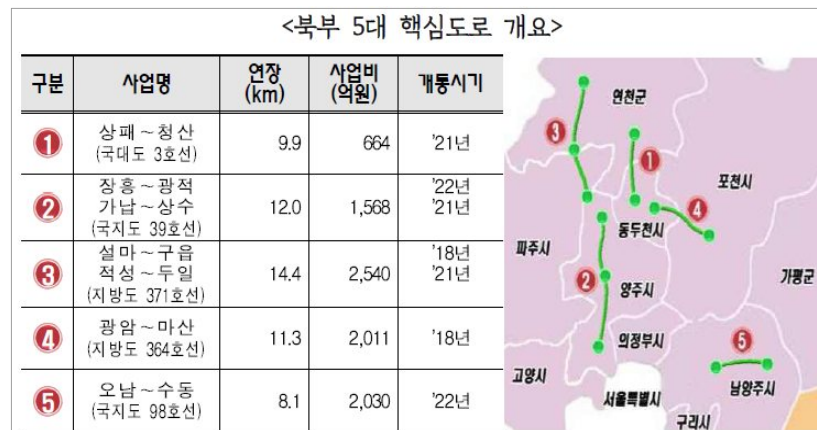 <북부 5대 핵심도로 개요>
구분 사업명 연장 (km) 사업비 (억원) 개통시기
1 상패~청산 (국대도 3호선) 9.9 664 '21년
2 장흥~광적 가납~상수 (국지도 39호선) 12.0 1,568 '22년 '21년
3 설마~구읍 적성~두일 (지방도 371호선) 14.4 2,540 '18년 '21년
4 광암~마산 (지방도 364호선) 11.3 2,011 '18년
5 오남~수동 (국지도 98호선) 8.1 2,030 '22년
연천군
3
1
포천시
4
동두천시
파주시
2
양주시
가평군
의정부시
5
고양시
남양주시
서울특별시
구리시